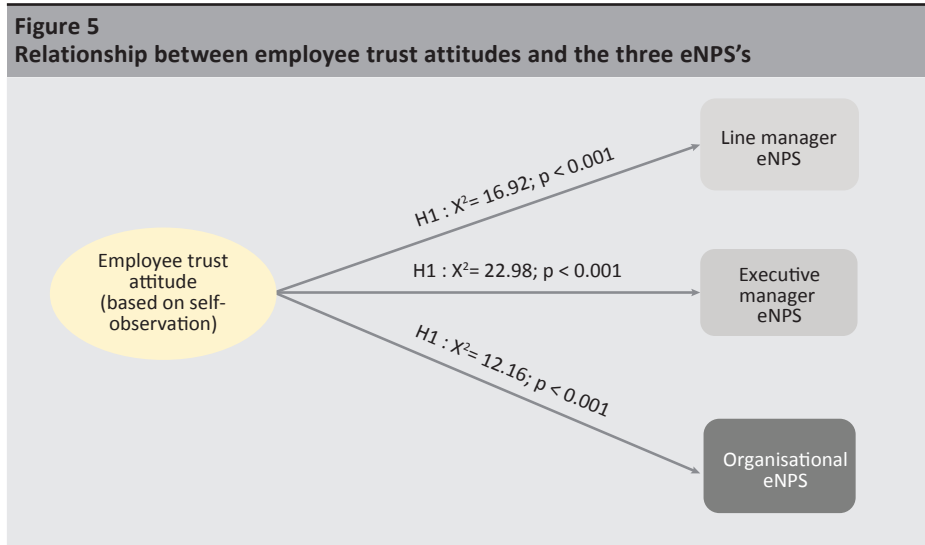 Figure 5
Relationship between employee trust attitudes and the three eNPS's
Line manager
eNPS
H1 : X²= 16.92; p < 0.001
Employee trust
attitude
(based on self-
observation)
H1 : X²= 22.98; p < 0.001
Executive
manager
eNPS
H1 : X²= 12.16; p < 0.001
Organisational
eNPS